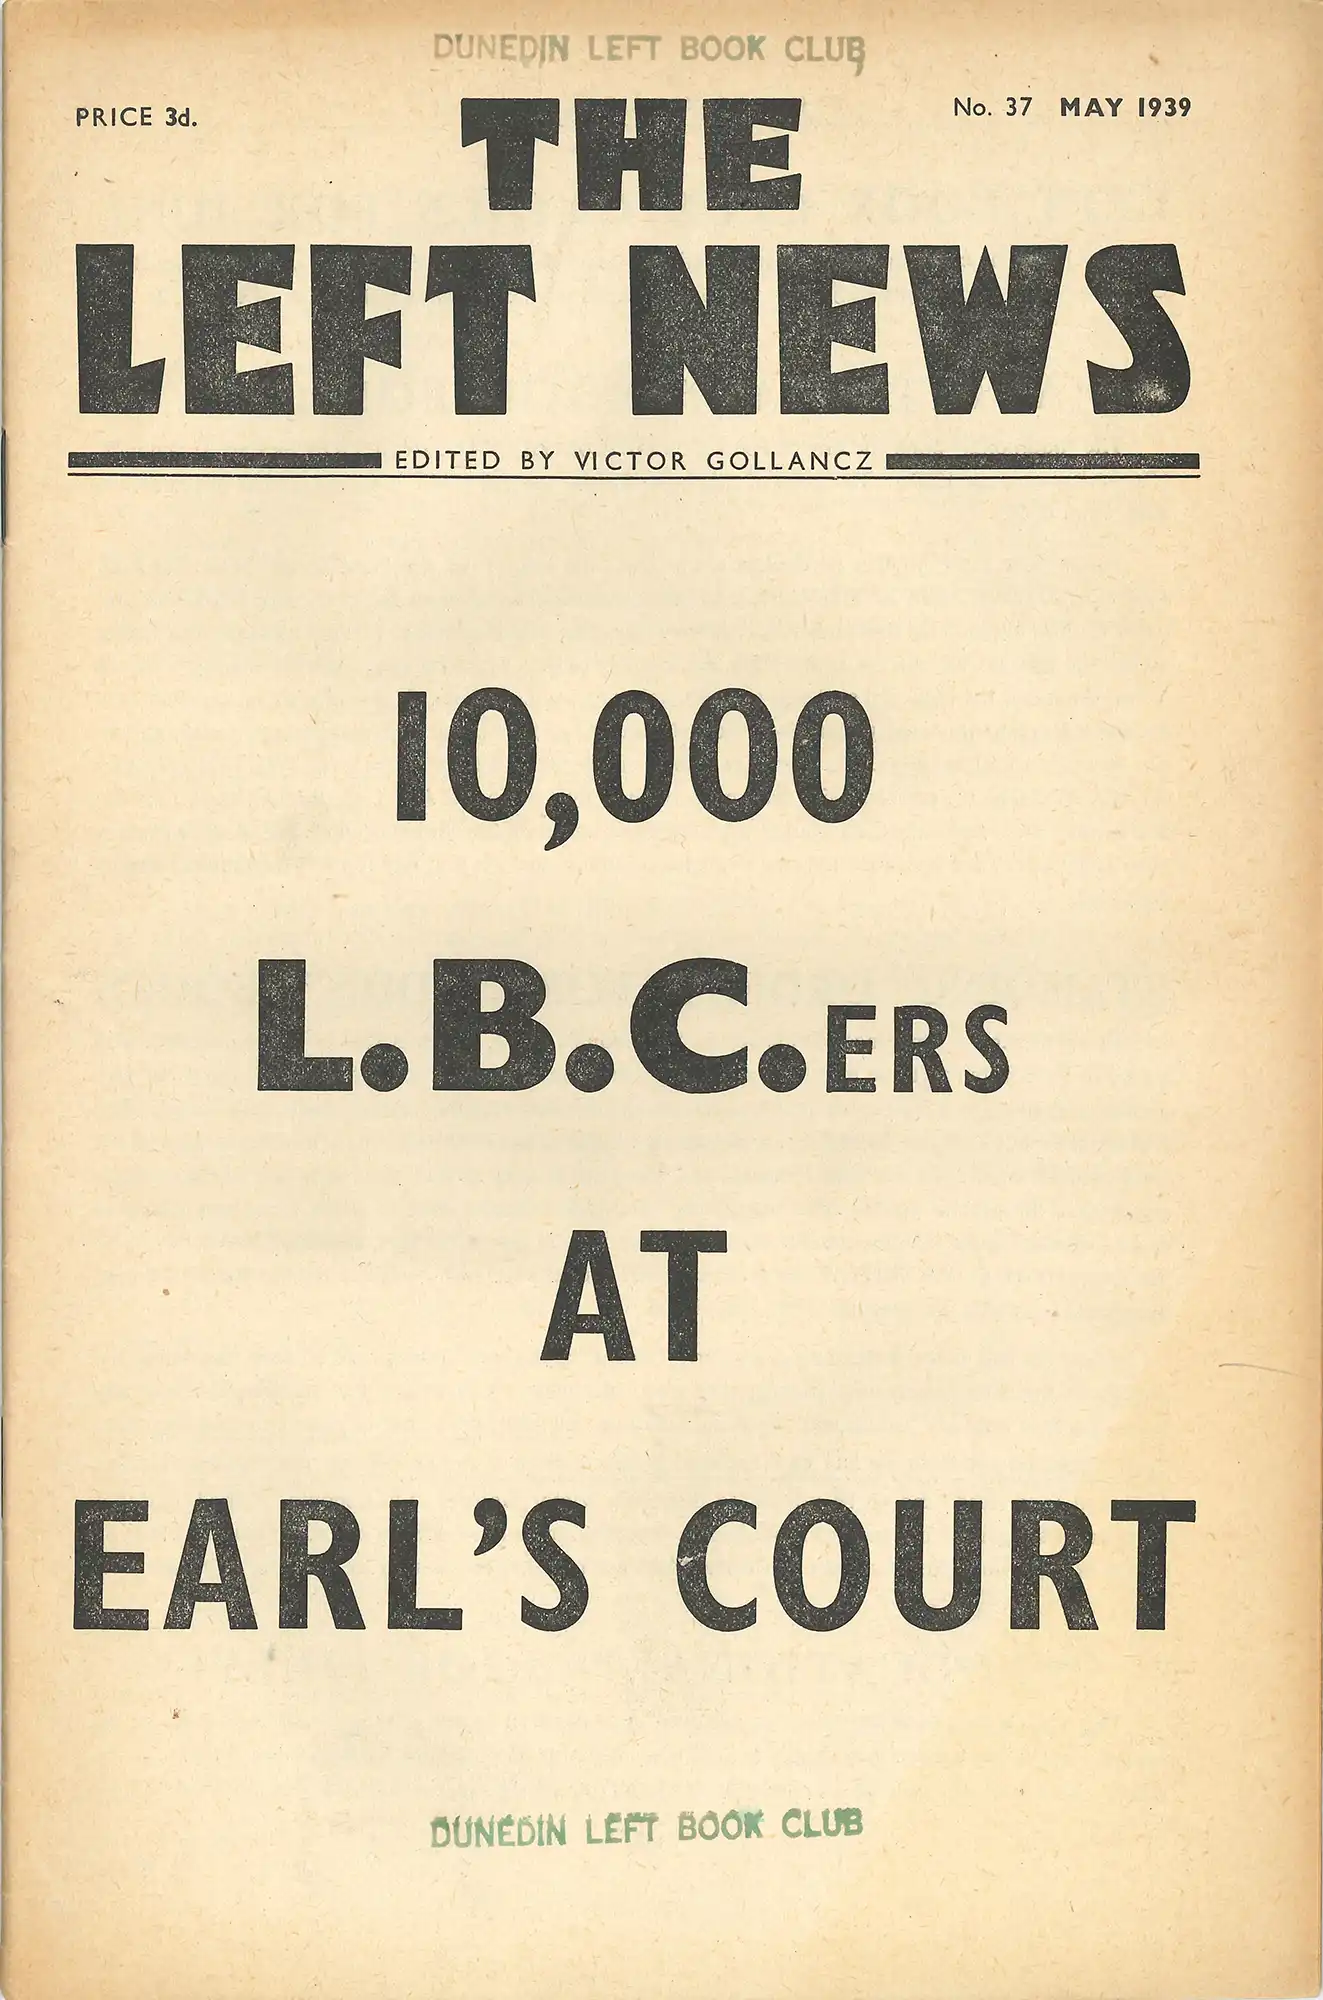 DUNEDIN LEFT BOOK CLUB
PRICE 3d.
No. 37 MAY 1939
THE
LEFT NEWS
EDITED BY VICTOR GOLLANCZ
10,000
L.B.C.ERS
AT
EARL'S COURT
DUNEDIN LEFT BOOK CLUB